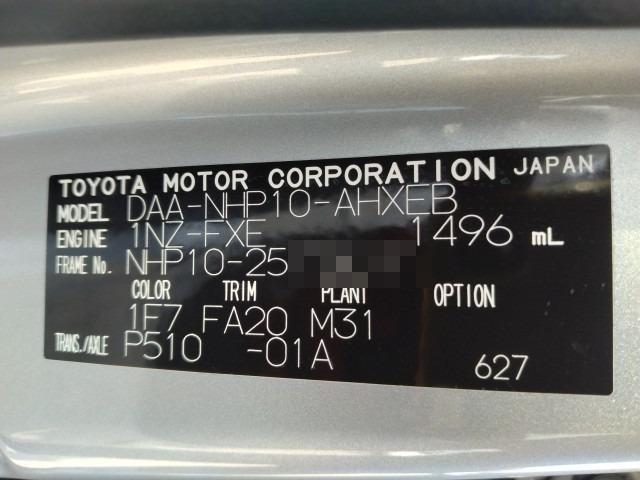 TOYOTA MOTOR CORPORATION JAPAN
MODEL DAA-NHP10-AHXEB
ENGINE 1NZ-FXE 1496 mL
FRAME No. NHP10-25
COLOR TRIM PLANT OPTION
1F7 FA20 M31
TRANS./AXLE P510 -01A 627